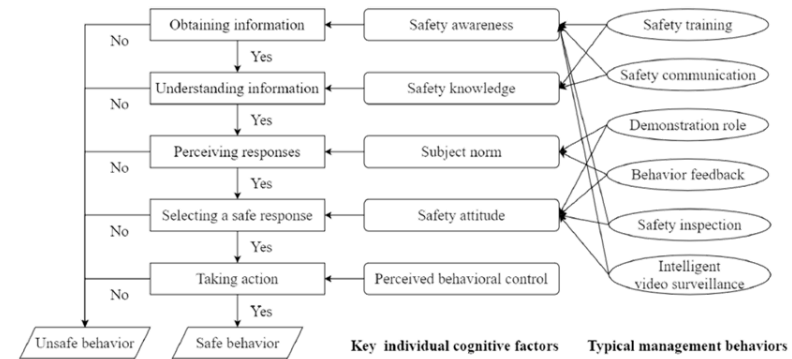 Obtaining information
Safety awareness
Safety training
No
Yes
Safety communication
Understanding information
Safety knowledge
No
Yes
Demonstration role
Perceiving responses
Subject norm
No
Yes
Behavior feedback
Selecting a safe response
Safety attitude
Safety inspection
No
Yes
Taking action
Perceived behavioral control
Intelligent
video surveillance
No
Yes
Unsafe behavior
Safe behavior
Key individual cognitive factors
Typical management behaviors